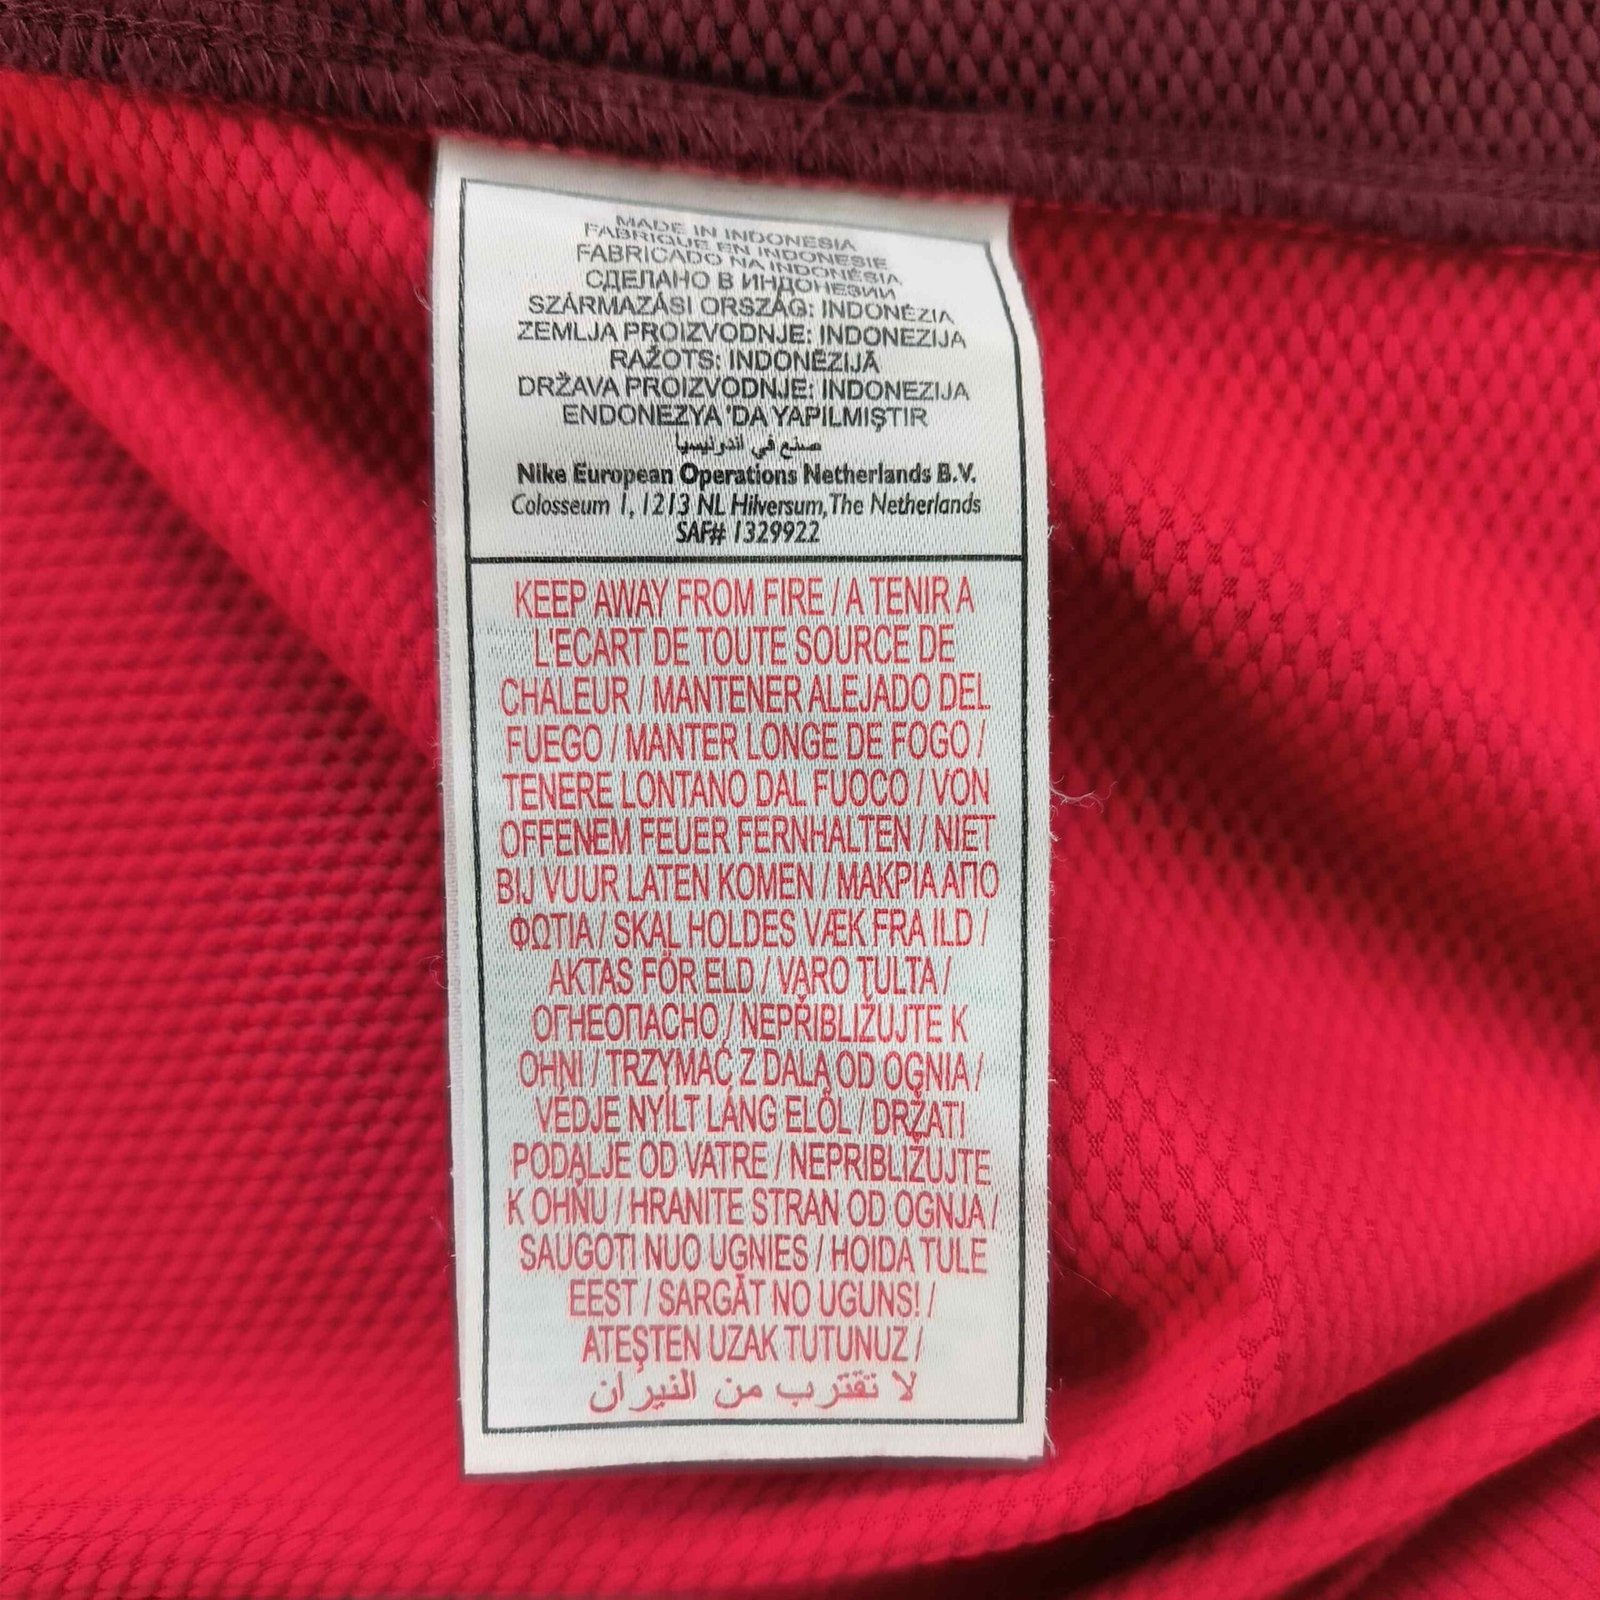 MADE IN INDONESIA
FABRIQUE EN INDONESIE
FABRICADO NA INDONÉSIA
СДЕЛАНО В ИНДОНЕЗИИ
SZÁRMAZÁSI ORSZÁG: INDONÉZIA
ZEMLJA PROIZVODNJE: INDONEZIJA
RAŽOTS: INDONĒZIJĀ
DRŽAVA PROIZVODNJE: INDONEZIJA
ENDONEZYA 'DA YAPILMIŞTIR
صنع في اندونيسيا
Nike European Operations Netherlands B.V.
Colosseum 1, 1213 NL Hilversum, The Netherlands
SAF# 1329922
KEEP AWAY FROM FIRE / A TENIR A
L'ECART DE TOUTE SOURCE DE
CHALEUR / MANTENER ALEJADO DEL
FUEGO / MANTER LONGE DE FOGO /
TENERE LONTANO DAL FUOCO / VON
OFFENEM FEUER FERNHALTEN / NIET
BIJ VUUR LATEN KOMEN / ΜΑΚΡΙΑ ΑΠΟ
ΦΩΤΙΑ / SKAL HOLDES VÆK FRA ILD /
AKTAS FÖR ELD / VARO TULTA /
ОГНЕОПАСНО / NEPŘIBLIŽUJTE K
OHNI / TRZYMAĆ Z DALA OD OGNIA /
VÉDJE NYÍLT LÁNG ELÖL / DRŽATI
PODALJE OD VATRE / NEPRIBLIŽUJTE
K OHŇU / HRANITE STRAN OD OGNJA /
SAUGOTI NUO UGNIES / HOIDA TULE
EEST / SARGĀT NO UGUNS! /
ATEŞTEN UZAK TUTUNUZ /
لا تقترب من النيران